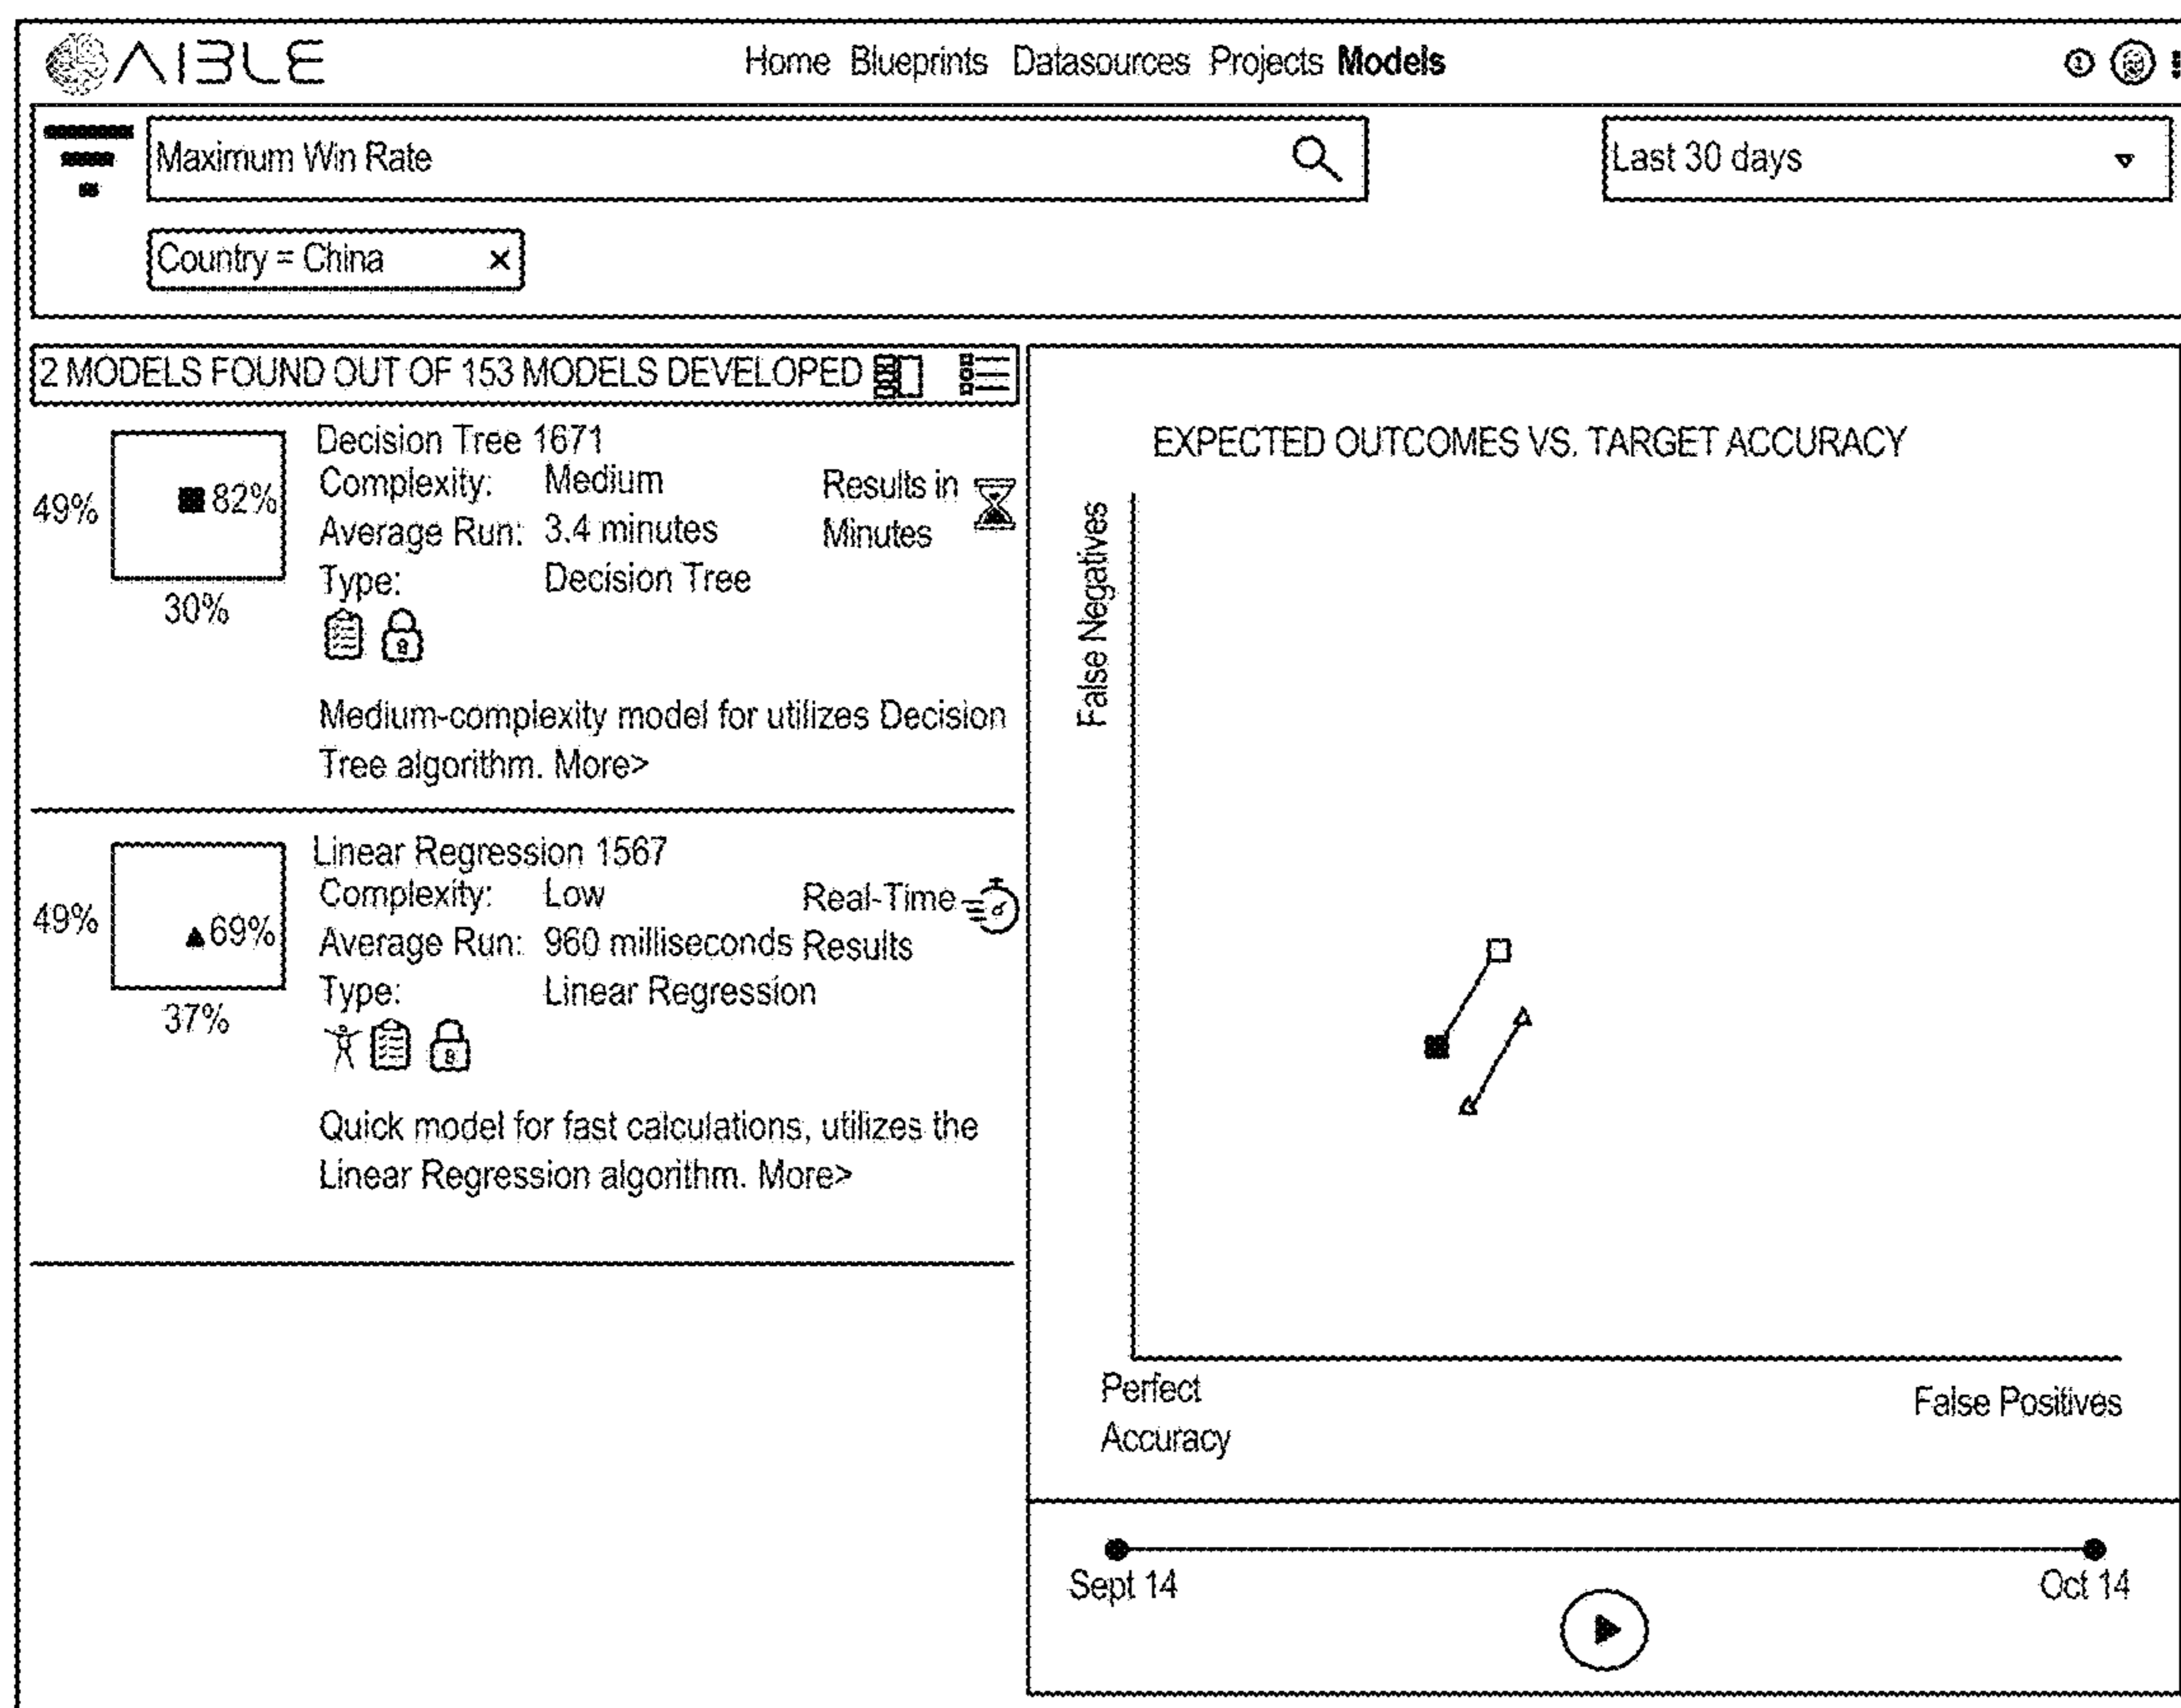 AIBLE
Home Blueprints Datasources Projects Models
Maximum Win Rate
Last 30 days
Country = China ×
2 MODELS FOUND OUT OF 153 MODELS DEVELOPED
Decision Tree 1671
Complexity: Medium
Average Run: 3.4 minutes
Type: Decision Tree
Results in
Minutes
49%
82%
30%
Medium-complexity model for utilizes Decision
Tree algorithm. More>
Linear Regression 1567
Complexity: Low
Average Run: 960 milliseconds
Type: Linear Regression
Real-Time
Results
49%
69%
37%
Quick model for fast calculations, utilizes the
Linear Regression algorithm. More>
EXPECTED OUTCOMES VS. TARGET ACCURACY
False Negatives
Perfect
Accuracy
False Positives
Sept 14
Oct 14